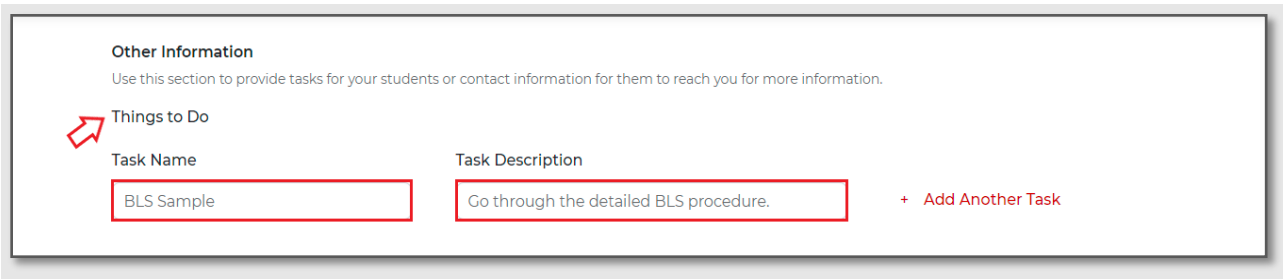 Other Information
Use this section to provide tasks for your students or contact information for them to reach you for more information.
Things to Do
Task Name Task Description
BLS Sample Go through the detailed BLS procedure. + Add Another Task